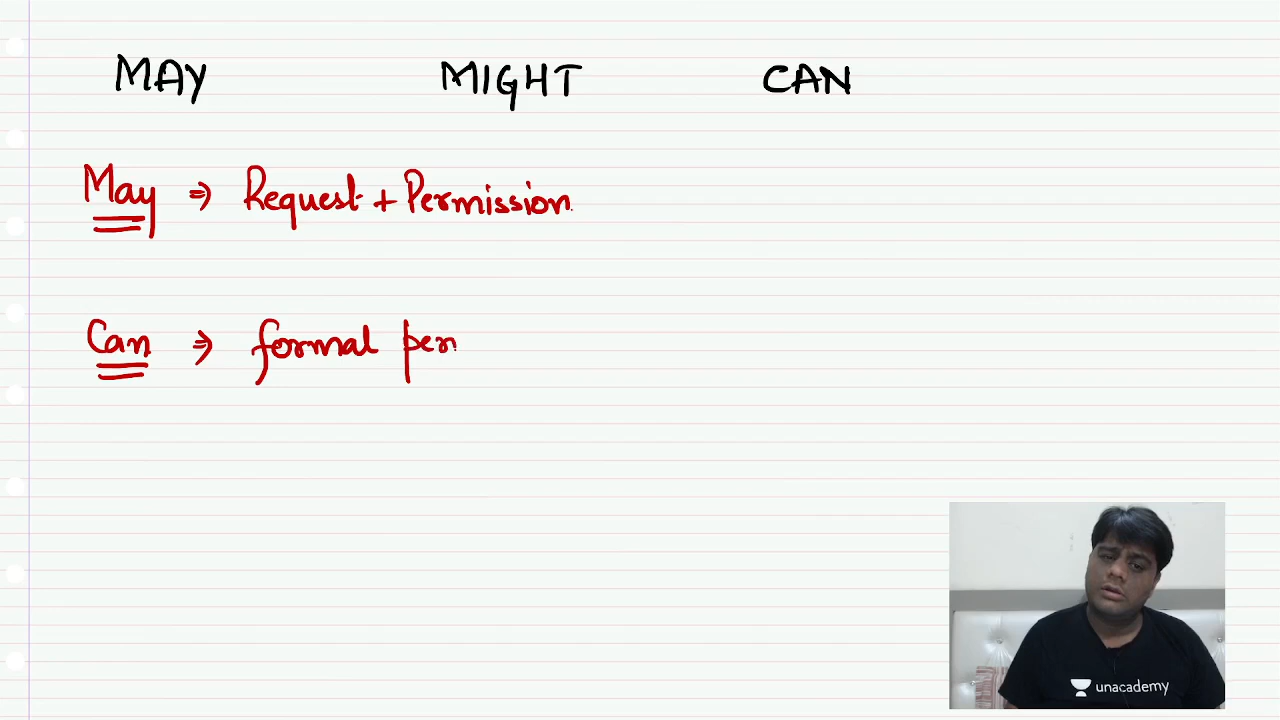 MAY MIGHT CAN
May ⇒ Request + Permission
Can ⇒ formal per
unacademy